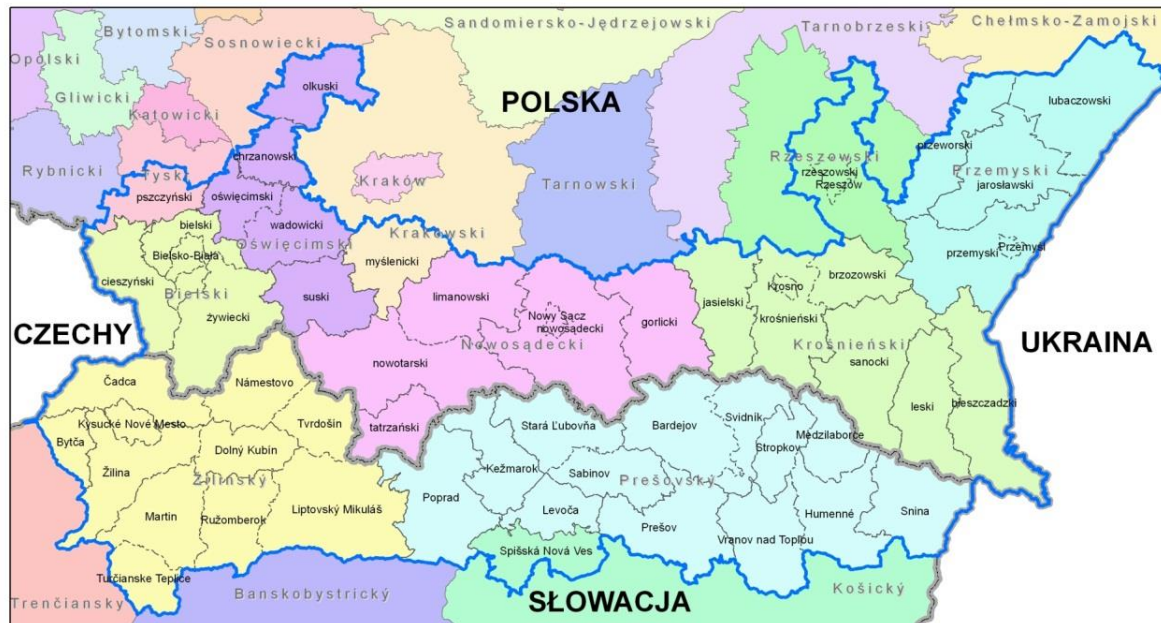 Sandomiersko-Jędrzejowski
Chełmsko-Zamojski
Tarnobrzeski
Bytomski
Sosnowiecki
Opolski
Gliwicki
olkuski
POLSKA
lubaczowski
Katowicki
chrzanowski
przeworski
Rzeszowski
rzeszowski
Rzeszów
Przemyski
jarosławski
Rybnicki
Tyski
pszczyński
oświęcimski
Kraków
Tarnowski
bielski
wadowicki
Oświęcimski
Krakowski
myślenicki
Bielsko-Biała
przemyski
Przemyśl
cieszyński
Bielski
żywiecki
suski
limanowski
Nowy Sącz
nowosądecki
gorlicki
jasielski
Krosno
brzozowski
krośnieński
CZECHY
UKRAINA
nowotarski
Nowosądecki
Krośnieński
sanocki
Čadca
Námestovo
leski
bieszczadzki
Kysucké Nové Mesto
Tvrdošín
tatrzański
Stará Ľubovňa
Bardejov
Svidník
Medzilaborce
Bytča
Dolný Kubín
Stropkov
Žilina
Žilinský
Kežmarok
Sabinov
Prešovský
Poprad
Levoča
Martin
Ružomberok
Liptovský Mikuláš
Prešov
Humenné
Snina
Vranov nad Topľou
Spišská Nová Ves
Turčianske Teplice
Trenčiansky
Banskobystrický
SŁOWACJA
Košický